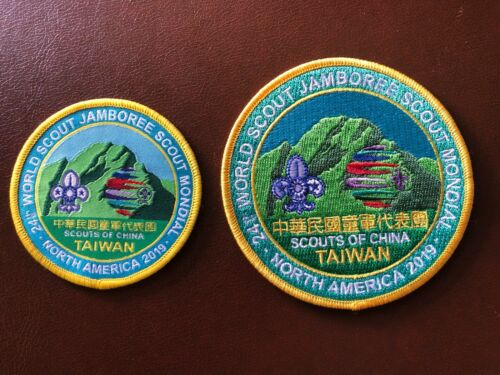 24th WORLD SCOUT JAMBOREE SCOUT MONDIAL
中華民國童軍代表團
SCOUTS OF CHINA
TAIWAN
· NORTH AMERICA 2019 ·
24th WORLD SCOUT JAMBOREE SCOUT MONDIAL
中華民國童軍代表團
SCOUTS OF CHINA
TAIWAN
· NORTH AMERICA 2019 ·